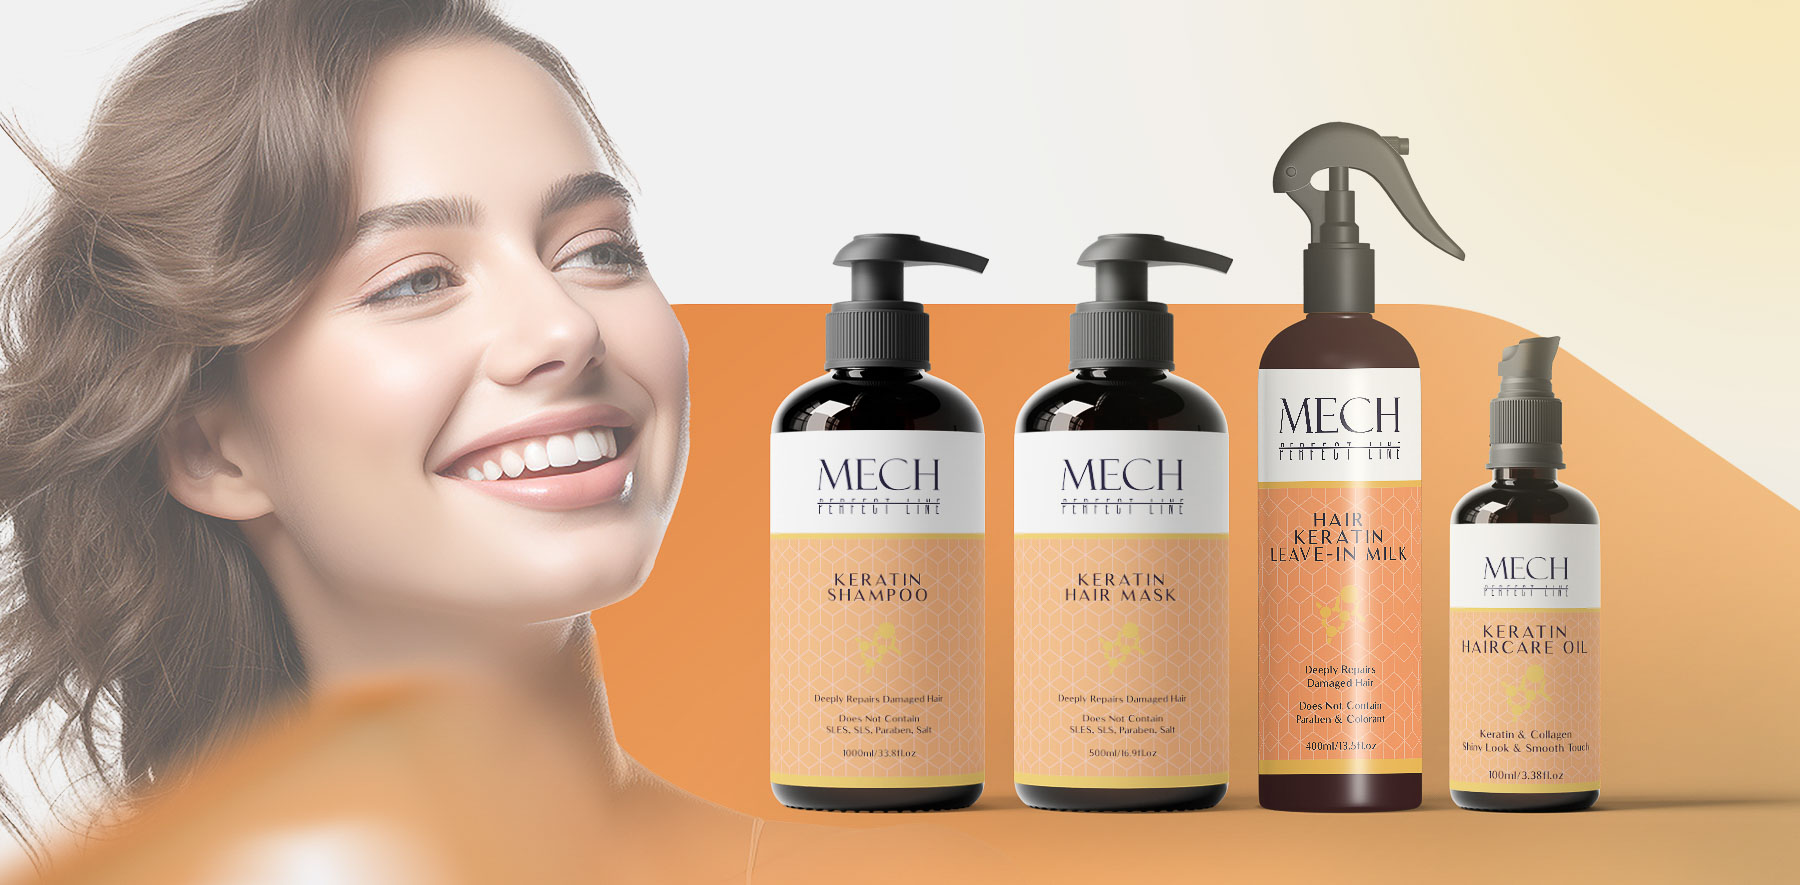 MECH
PERFECT LINE
KERATIN
SHAMPOO
Deeply Repairs Damaged Hair
Does Not Contain
SLES, SLS, Paraben, Salt
1000ml/33.8fl.oz
MECH
PERFECT LINE
KERATIN
HAIR MASK
Deeply Repairs Damaged Hair
Does Not Contain
SLES, SLS, Paraben, Salt
500ml/16.9fl.oz
MECH
PERFECT LINE
HAIR
KERATIN
LEAVE-IN MILK
Deeply Repairs
Damaged Hair
Does Not Contain
Paraben & Colorant
400ml/13.5fl.oz
MECH
PERFECT LINE
KERATIN
HAIRCARE OIL
Keratin & Collagen
Shiny Look & Smooth Touch
100ml/3.38fl.oz